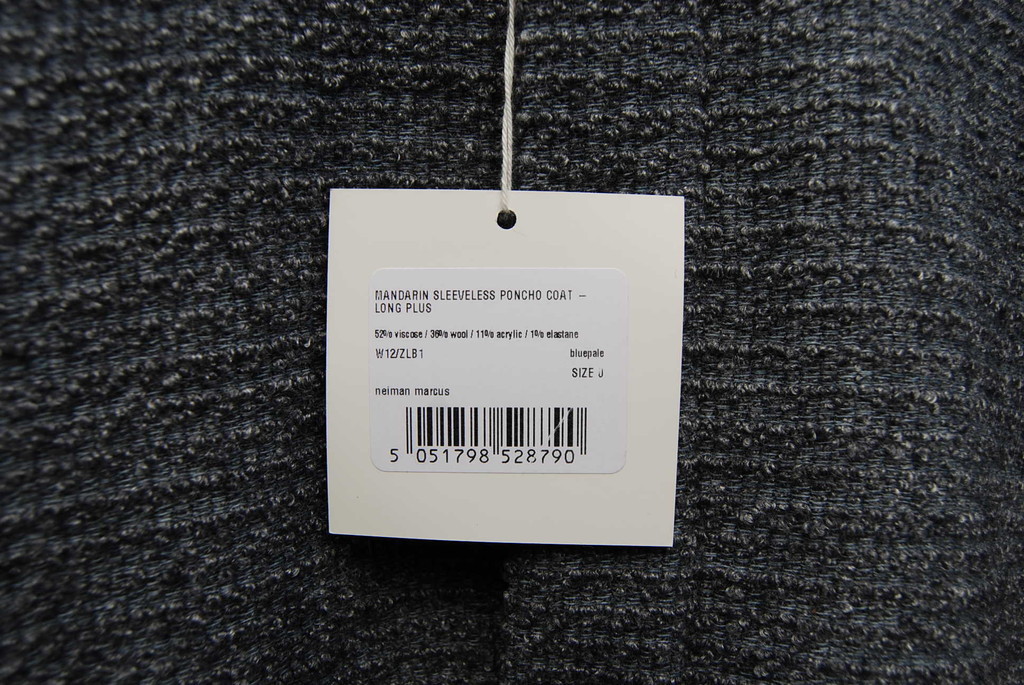 MANDARIN SLEEVELESS PONCHO COAT –
LONG PLUS
52% viscose / 36% wool / 11% acrylic / 1% elastane
W12/ZLB1 bluepale
SIZE J
neiman marcus
5 051798 528790